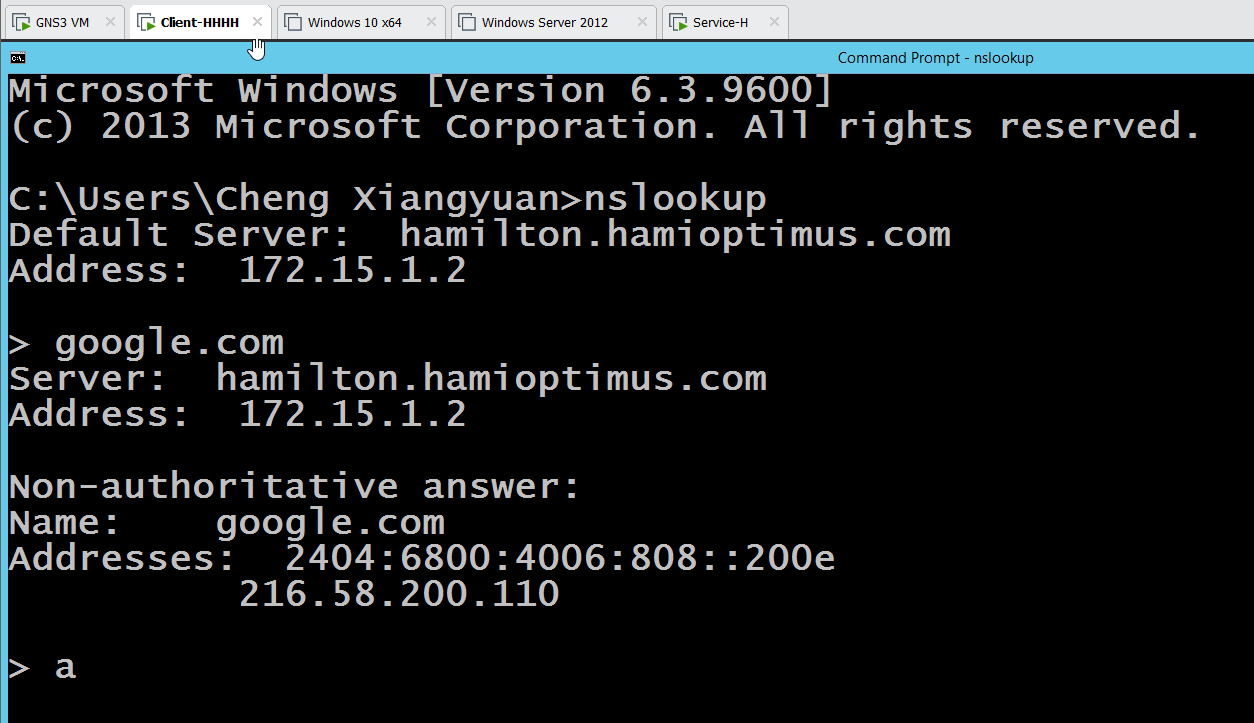 GNS3 VM Client-HHHH Windows 10 x64 Windows Server 2012 Service-H
Command Prompt - nslookup
Microsoft Windows [Version 6.3.9600]
(c) 2013 Microsoft Corporation. All rights reserved.
C:\Users\Cheng Xiangyuan>nslookup
Default Server:  hamilton.hamioptimus.com
Address:  172.15.1.2
> google.com
Server:  hamilton.hamioptimus.com
Address:  172.15.1.2
Non-authoritative answer:
Name:    google.com
Addresses:  2404:6800:4006:808::200e
216.58.200.110
> a